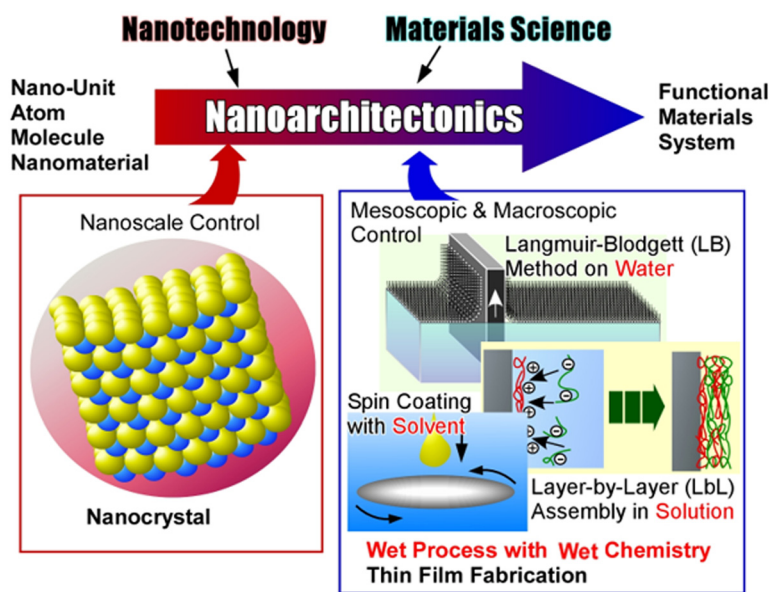 Nanotechnology
Materials Science
Nano-Unit
Atom
Molecule
Nanomaterial
Nanoarchitectonics
Functional
Materials
System
Nanoscale Control
Nanocrystal
Mesoscopic & Macroscopic
Control
Langmuir-Blodgett (LB)
Method on Water
Spin Coating
with Solvent
+
+
+
+
+
-
-
-
-
Layer-by-Layer (LbL)
Assembly in Solution
Wet Process with Wet Chemistry
Thin Film Fabrication